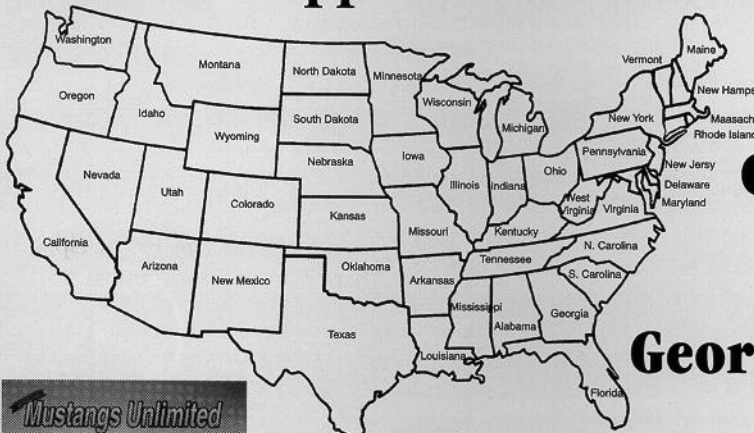 Washington
Montana
North Dakota
Minnesota
Maine
Vermont
Oregon
Idaho
South Dakota
Wisconsin
Michigan
New York
New Hamps
Maasach
Rhode Island
Wyoming
Nebraska
Iowa
Pennsylvania
New Jersy
Nevada
Utah
Colorado
Illinois
Indiana
Ohio
Delaware
Maryland
Kansas
Missouri
West
Virginia
Virginia
Kentucky
California
Arizona
New Mexico
Oklahoma
Arkansas
Tennessee
N. Carolina
S. Carolina
Mississippi
Alabama
Georgia
Texas
Louisiana
Geor
Florida
Mustangs Unlimited